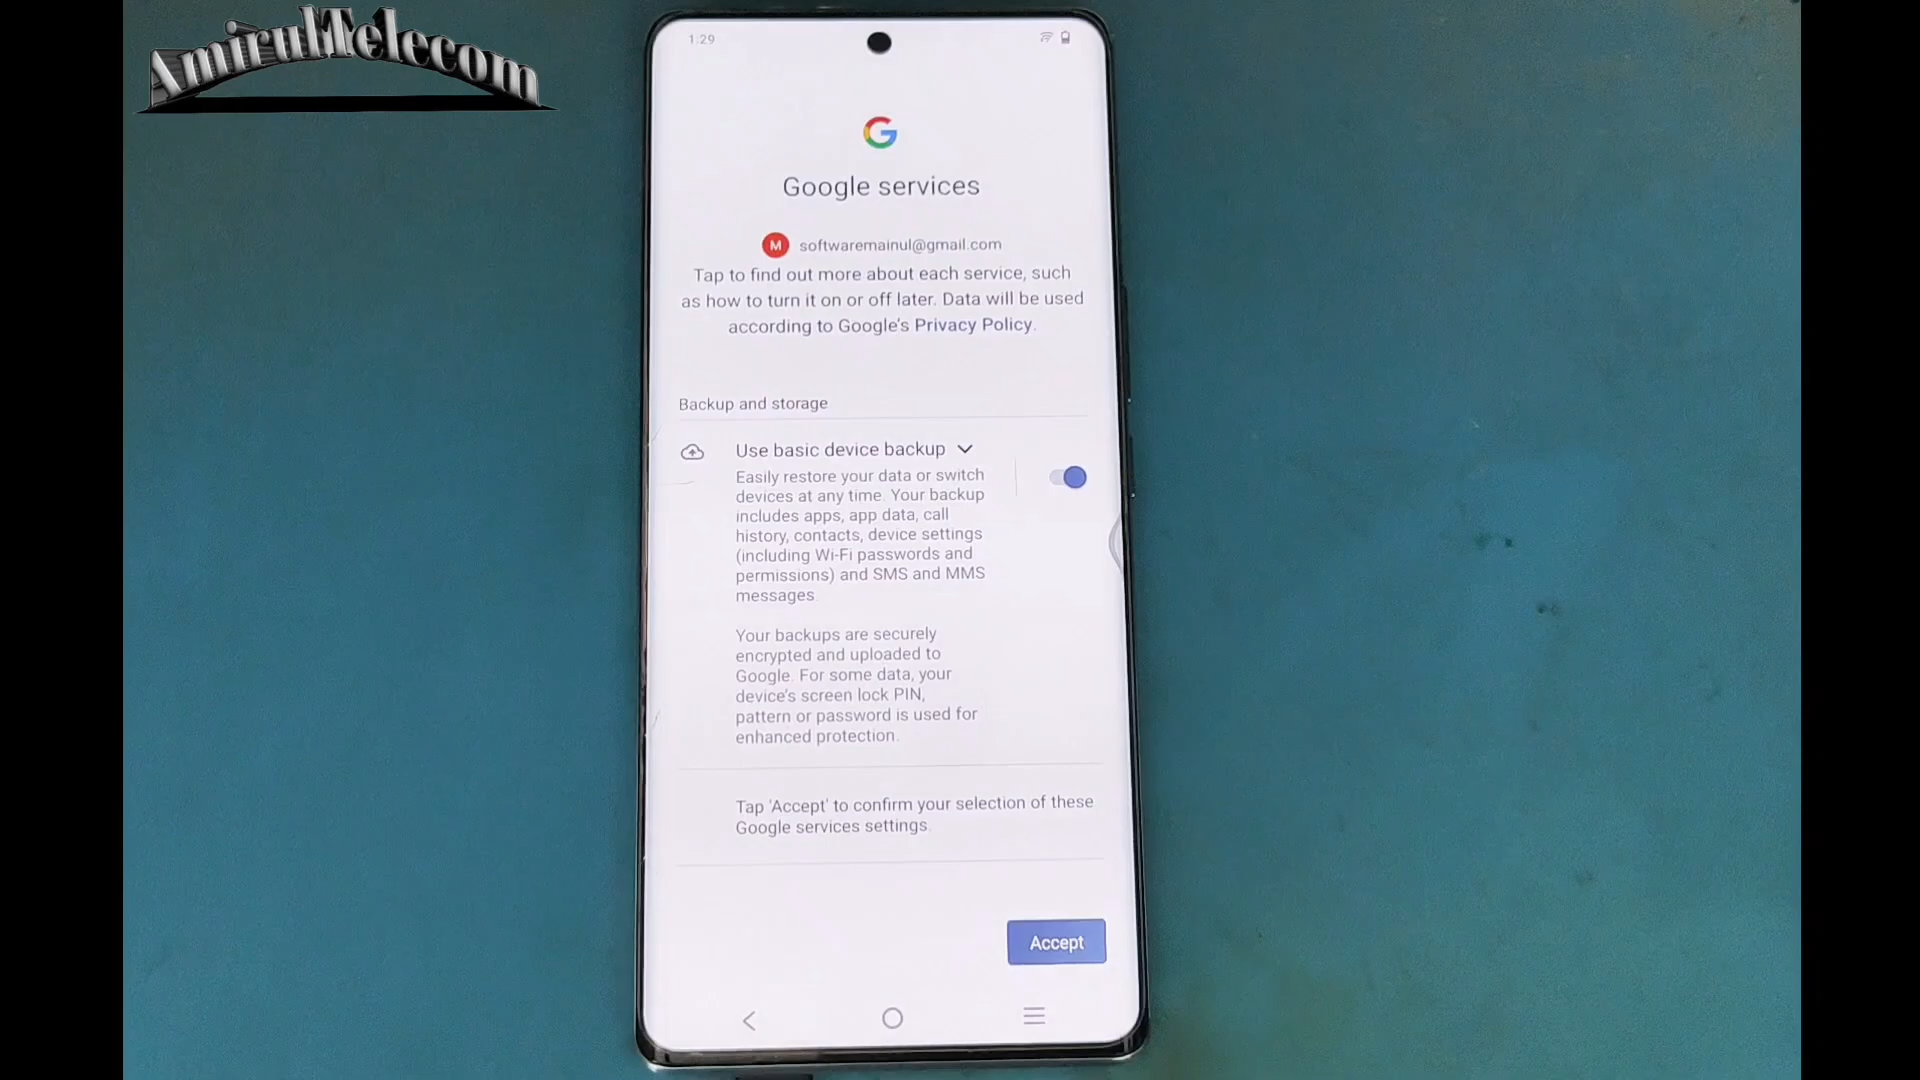 AmirulTelecom
1:29
G
Google services
M softwaremainul@gmail.com
Tap to find out more about each service, such
as how to turn it on or off later. Data will be used
according to Google's Privacy Policy.
Backup and storage
Use basic device backup
Easily restore your data or switch
devices at any time. Your backup
includes apps, app data, call
history, contacts, device settings
(including Wi-Fi passwords and
permissions) and SMS and MMS
messages.
Your backups are securely
encrypted and uploaded to
Google. For some data, your
device's screen lock PIN,
pattern or password is used for
enhanced protection.
Tap 'Accept' to confirm your selection of these
Google services settings.
Accept